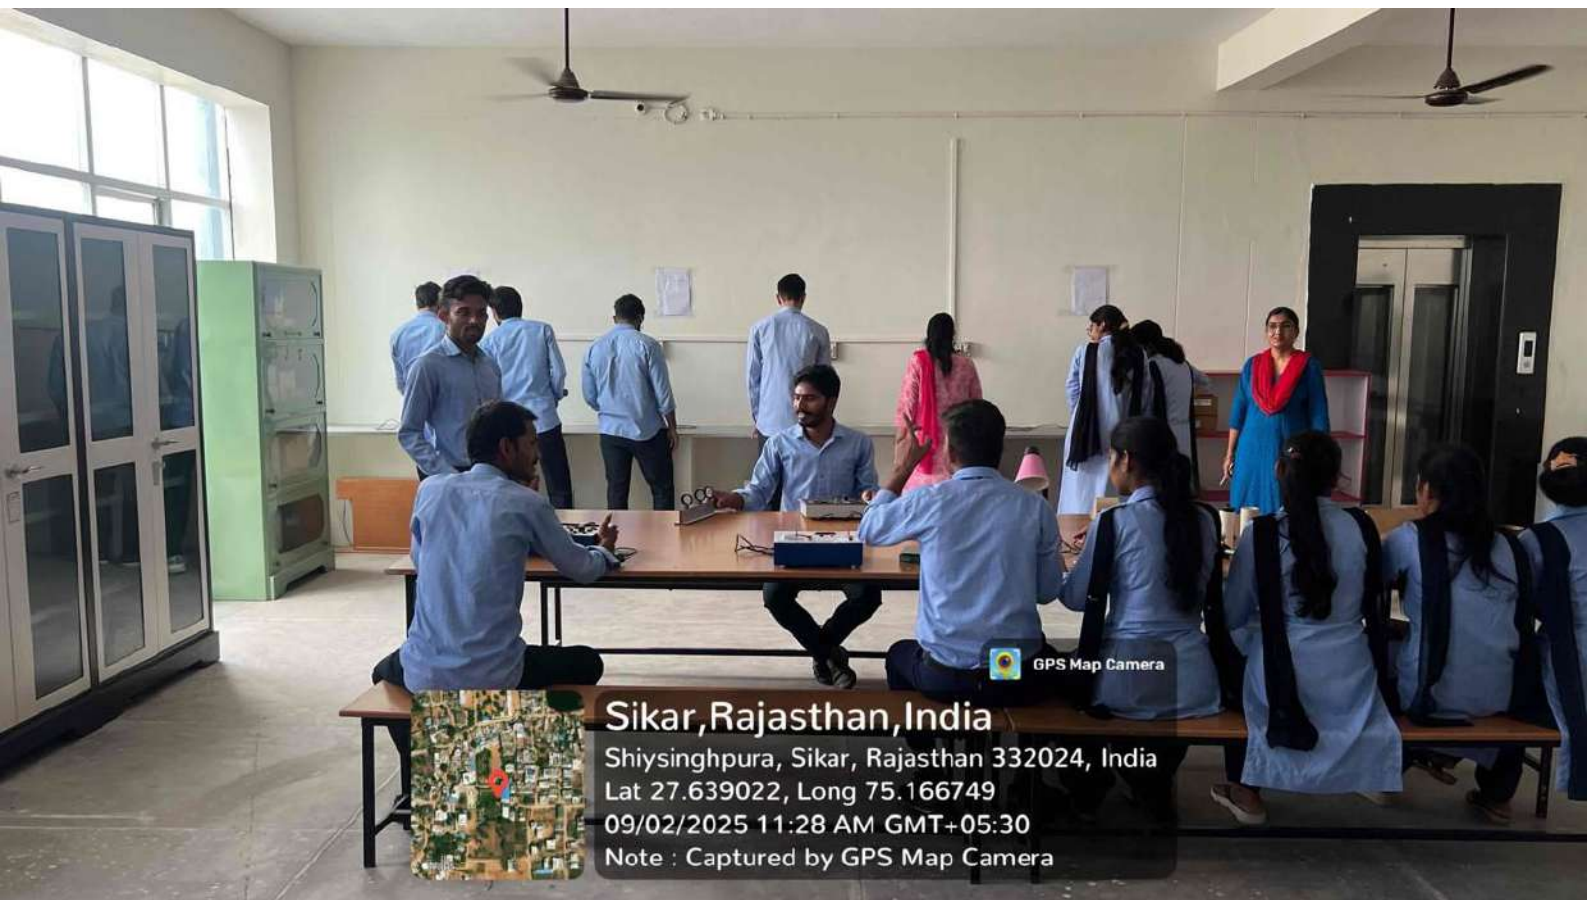 GPS Map Camera
Sikar,Rajasthan,India
Shiysinghpura, Sikar, Rajasthan 332024, India
Lat 27.639022, Long 75.166749
09/02/2025 11:28 AM GMT+05:30
Note : Captured by GPS Map Camera